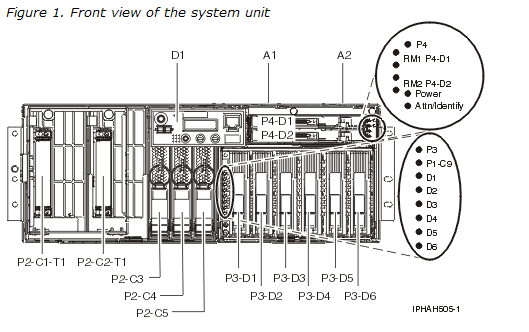 Figure 1. Front view of the system unit
P4
RM1 P4-D1
RM2 P4-D2
Power
Attn/Identify
D1
A1
A2
P4-D1
P4-D2
P3
P1-C9
D1
D2
D3
D4
D5
D6
P2-C1-T1
P2-C2-T1
P2-C3
P2-C4
P2-C5
P3-D1
P3-D3
P3-D5
P3-D2
P3-D4
P3-D6
IPHAH505-1